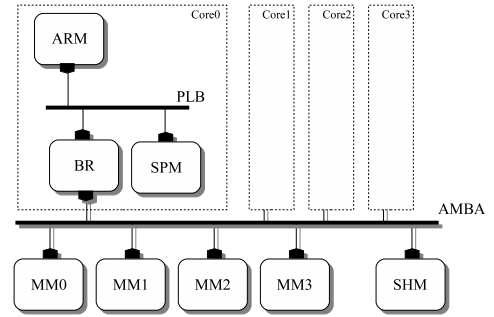 Core0 Core1 Core2 Core3
ARM
PLB
BR SPM
AMBA
MM0 MM1 MM2 MM3 SHM